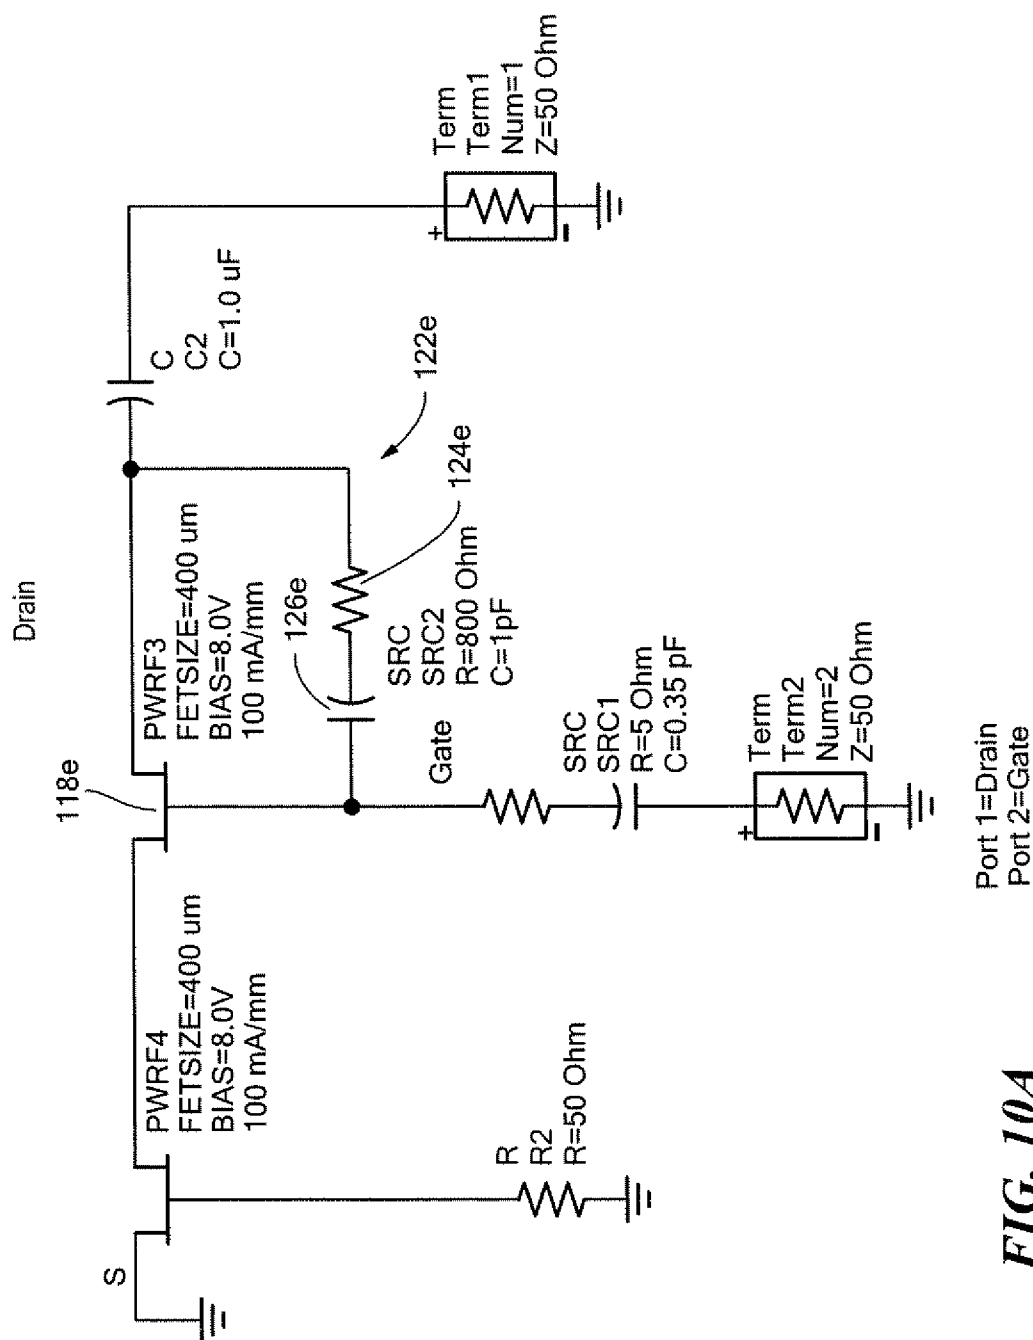 Drain
S
PWRF4
FETSIZE=400 um
BIAS=8.0V
100 mA/mm
118e
PWRF3
FETSIZE=400 um
BIAS=8.0V
100 mA/mm
C
C2
C=1.0 uF
122e
124e
126e
SRC
SRC2
R=800 Ohm
C=1pF
Gate
SRC
SRC1
R=5 Ohm
C=0.35 pF
R
R2
R=50 Ohm
+
Term
Term1
Num=1
Z=50 Ohm
-
+
Term
Term2
Num=2
Z=50 Ohm
-
Port 1=Drain
Port 2=Gate
FIG. 10A